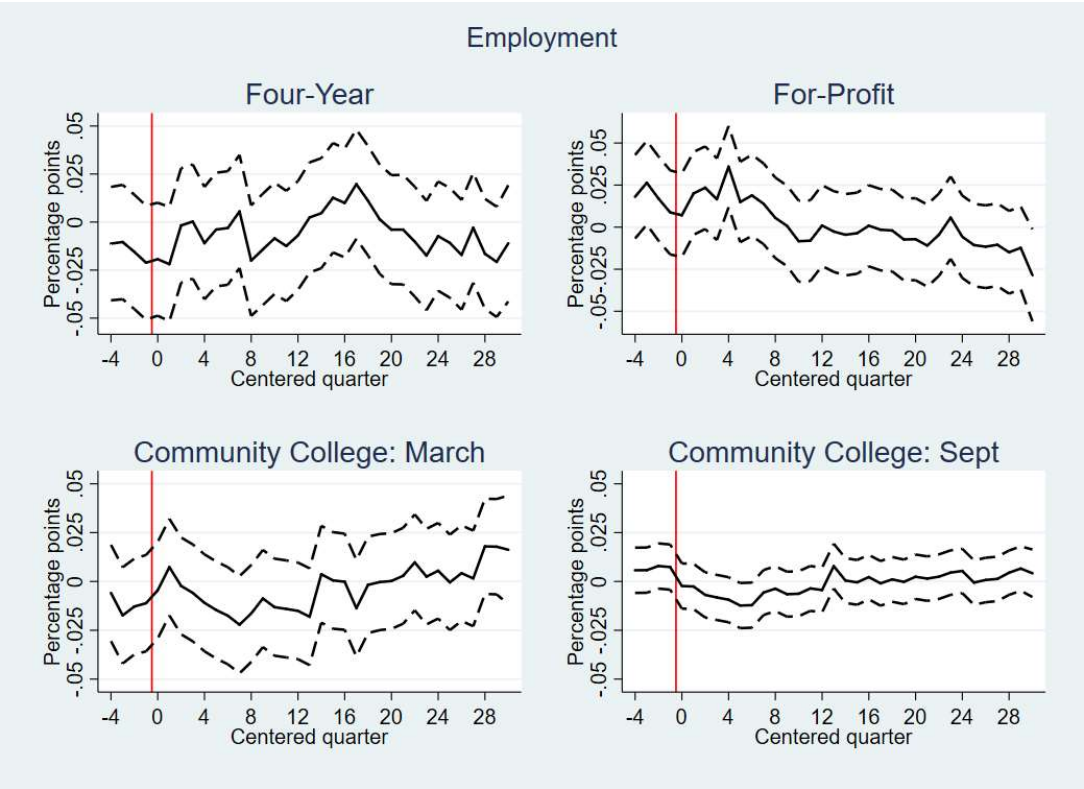 Employment
Four-Year
Percentage points
.05
.025
0
-.025
-.05
-4 0 4 8 12 16 20 24 28
Centered quarter
For-Profit
Percentage points
.05
.025
0
-.025
-.05
-4 0 4 8 12 16 20 24 28
Centered quarter
Community College: March
Percentage points
.05
.025
0
-.025
-.05
-4 0 4 8 12 16 20 24 28
Centered quarter
Community College: Sept
Percentage points
.05
.025
0
-.025
-.05
-4 0 4 8 12 16 20 24 28
Centered quarter